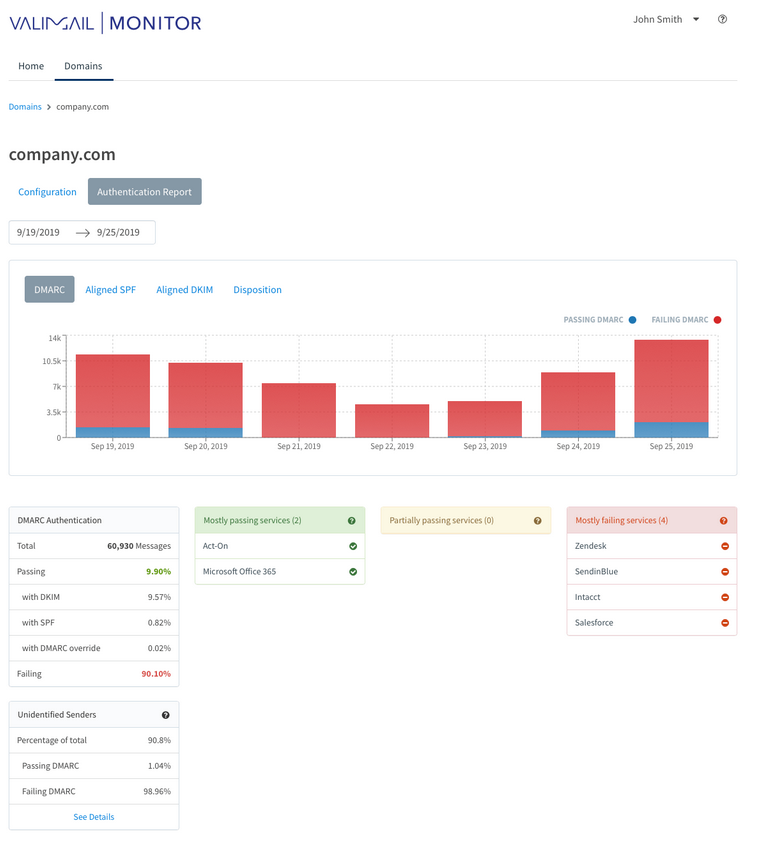 VALIMAIL | MONITOR
John Smith
Home Domains
Domains > company.com
company.com
Configuration Authentication Report
9/19/2019 → 9/25/2019
DMARC Aligned SPF Aligned DKIM Disposition
PASSING DMARC FAILING DMARC
14k
10.5k
7k
3.5k
0
Sep 19, 2019 Sep 20, 2019 Sep 21, 2019 Sep 22, 2019 Sep 23, 2019 Sep 24, 2019 Sep 25, 2019
DMARC Authentication
Total 60,930 Messages
Passing 9.90%
with DKIM 9.57%
with SPF 0.82%
with DMARC override 0.02%
Failing 90.10%
Unidentified Senders
Percentage of total 90.8%
Passing DMARC 1.04%
Failing DMARC 98.96%
See Details
Mostly passing services (2)
Act-On
Microsoft Office 365
Partially passing services (0)
Mostly failing services (4)
Zendesk
SendinBlue
Intacct
Salesforce